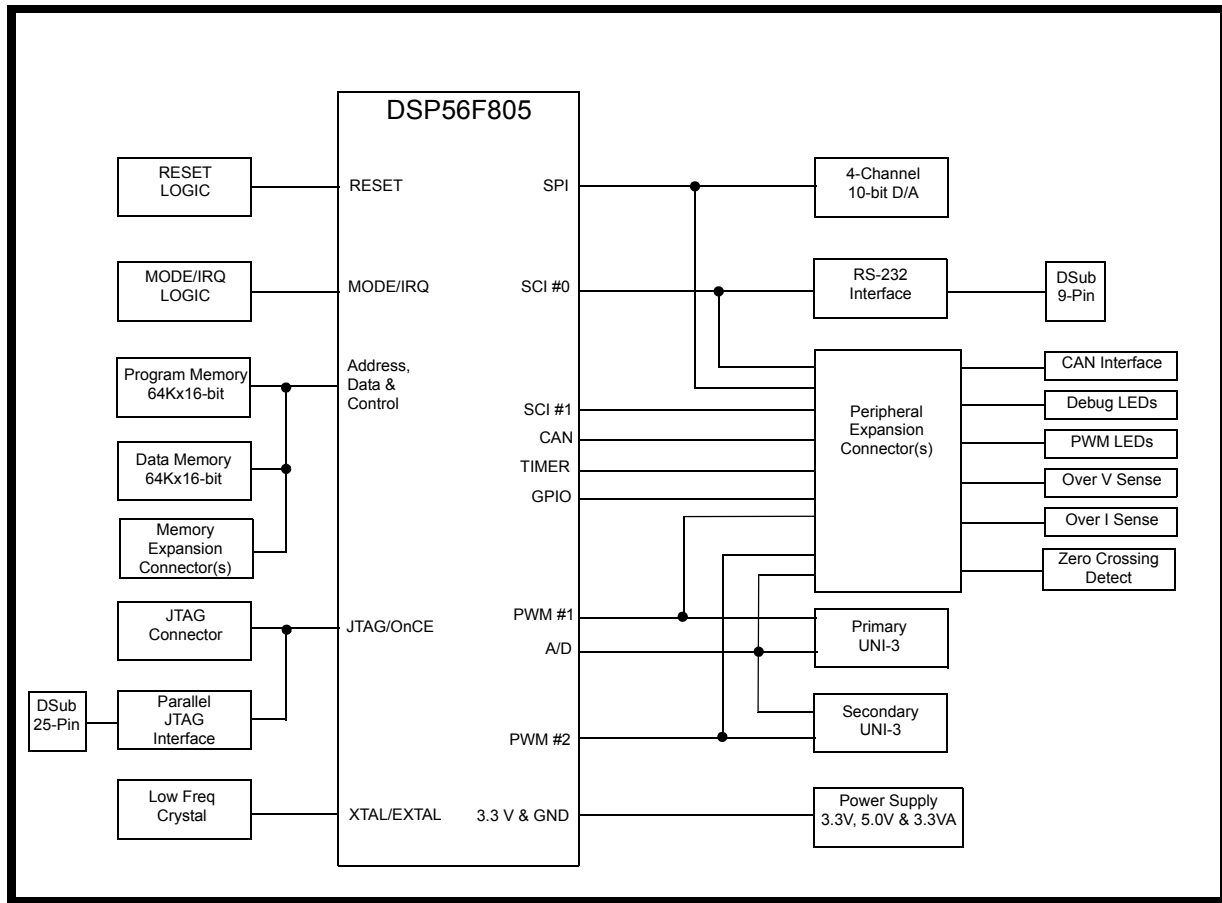 DSP56F805
RESET
LOGIC
RESET
SPI
4-Channel
10-bit D/A
MODE/IRQ
LOGIC
MODE/IRQ
SCI #0
RS-232
Interface
DSub
9-Pin
Program Memory
64Kx16-bit
Address,
Data &
Control
Data Memory
64Kx16-bit
Memory
Expansion
Connector(s)
SCI #1
CAN
TIMER
GPIO
Peripheral
Expansion
Connector(s)
CAN Interface
Debug LEDs
PWM LEDs
Over V Sense
Over I Sense
Zero Crossing
Detect
JTAG
Connector
JTAG/OnCE
PWM #1
A/D
Primary
UNI-3
DSub
25-Pin
Parallel
JTAG
Interface
PWM #2
Secondary
UNI-3
Low Freq
Crystal
XTAL/EXTAL
3.3 V & GND
Power Supply
3.3V, 5.0V & 3.3VA